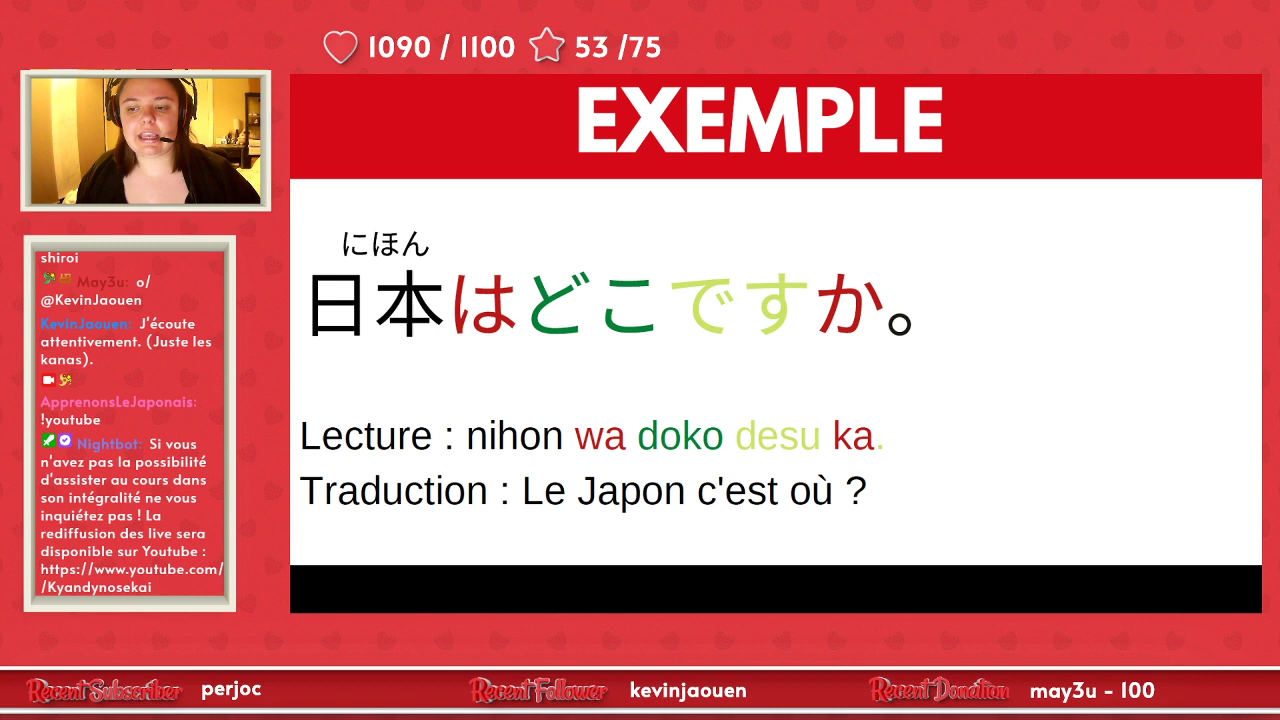 1090 / 1100 53 /75
EXEMPLE
にほん
日本はどこですか。
Lecture : nihon wa doko desu ka.
Traduction : Le Japon c'est où ?
shiroi
May3u: o/
@KevinJaouen
KevinJaouen: J'écoute
attentivement. (Juste les
kanas).
ApprenonsLeJaponais:
!youtube
Nightbot: Si vous
n'avez pas la possibilité
d'assister au cours dans
son intégralité ne vous
inquiétez pas ! La
rediffusion des live sera
disponible sur Youtube :
https://www.youtube.com/
/Kyandynosekai
Recent Subscriber perjoc Recent Follower kevinjaouen Recent Donation may3u - 100